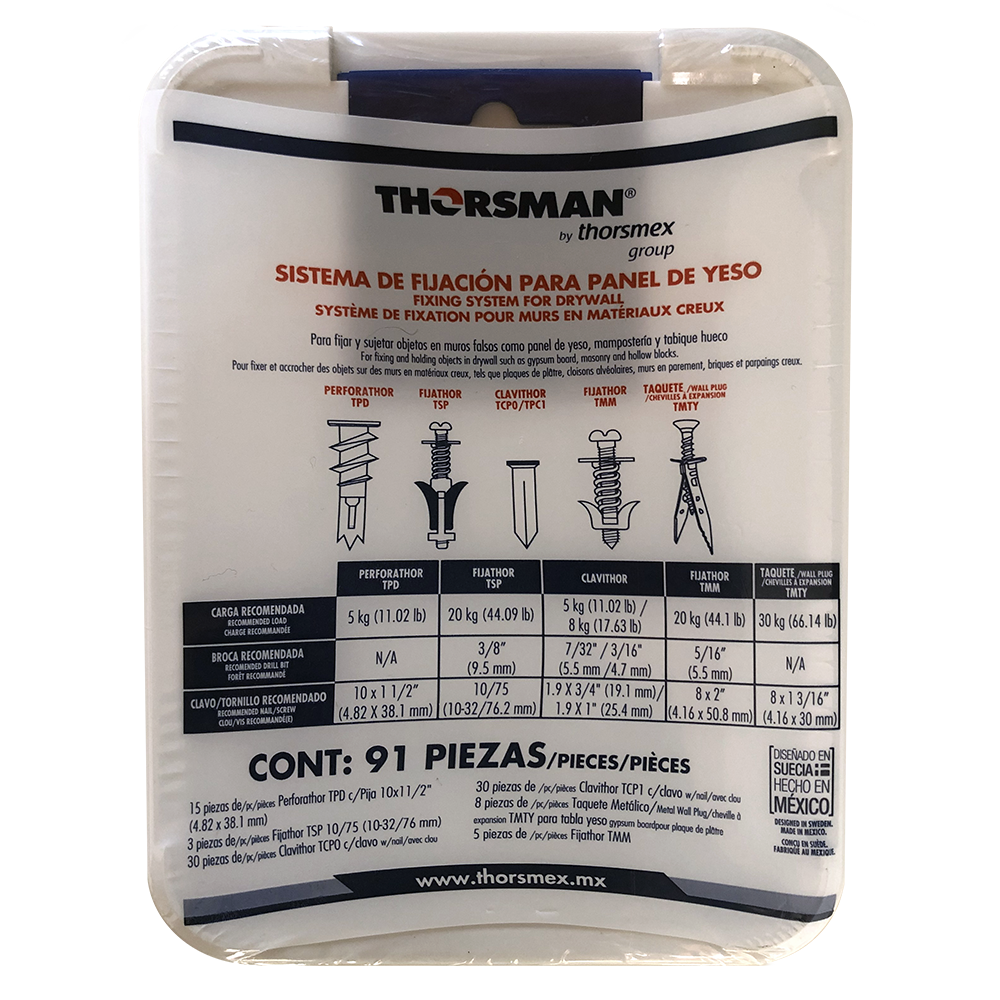 THORSMAN®
by thorsmex
group
SISTEMA DE FIJACIÓN PARA PANEL DE YESO
FIXING SYSTEM FOR DRYWALL
SYSTÈME DE FIXATION POUR MURS EN MATÉRIAUX CREUX
Para fijar y sujetar objetos en muros falsos como panel de yeso, mampostería y tabique hueco
For fixing and holding objects in drywall such as gypsum board, masonry and hollow blocks.
Pour fixer et accrocher des objets sur des murs en matériaux creux, tels que plaques de plâtre, cloisons alvéolaires, murs en parement, briques et parpaings creux.
PERFORATHOR
TPD
FIJATHOR
TSP
CLAVITHOR
TCP0/TPC1
FIJATHOR
TMM
TAQUETE /WALL PLUG
/CHEVILLES À EXPANSION
TMTY
PERFORATHOR
TPD
FIJATHOR
TSP
CLAVITHOR
FIJATHOR
TMM
TAQUETE /WALL PLUG
/CHEVILLES À EXPANSION
TMTY
CARGA RECOMENDADA
RECOMMENDED LOAD
CHARGE RECOMMANDÉE
5 kg (11.02 lb)
20 kg (44.09 lb)
5 kg (11.02 lb) /
8 kg (17.63 lb)
20 kg (44.1 lb)
30 kg (66.14 lb)
BROCA RECOMENDADA
RECOMENDED DRILL BIT
FORÊT RECOMMANDÉ
N/A
3/8"
(9.5 mm)
7/32" / 3/16"
(5.5 mm /4.7 mm)
5/16"
(5.5 mm)
N/A
CLAVO/TORNILLO RECOMENDADO
RECOMMENDED NAIL/SCREW
CLOU/VIS RECOMMANDÉ(E)
10 x 1 1/2"
(4.82 X 38.1 mm)
10/75
(10-32/76.2 mm)
1.9 X 3/4" (19.1 mm)/
1.9 X 1" (25.4 mm)
8 x 2"
(4.16 x 50.8 mm)
8 x 1 3/16"
(4.16 x 30 mm)
CONT: 91 PIEZAS/PIECES/PIÈCES
15 piezas de/pc/pièces Perforathor TPD c/Pija 10x11/2"
(4.82 x 38.1 mm)
3 piezas de/pc/pièces Fijathor TSP 10/75 (10-32/76 mm)
30 piezas de/pc/pièces Clavithor TCP0 c/clavo w/nail/avec clou
30 piezas de /pc/pièces Clavithor TCP1 c/clavo w/nail/avec clou
8 piezas de /pc/pièces Taquete Metálico/Metal Wall Plug/cheville à
expansion TMTY para tabla yeso gypsum boardpour plaque de plâtre
5 piezas de /pc/pièces Fijathor TMM
DISEÑADO EN
SUECIA
HECHO EN
MÉXICO
DESIGNED IN SWEDEN.
MADE IN MEXICO.
CONÇU EN SUÈDE.
FABRIQUÉ AU MEXIQUE.
www.thorsmex.mx